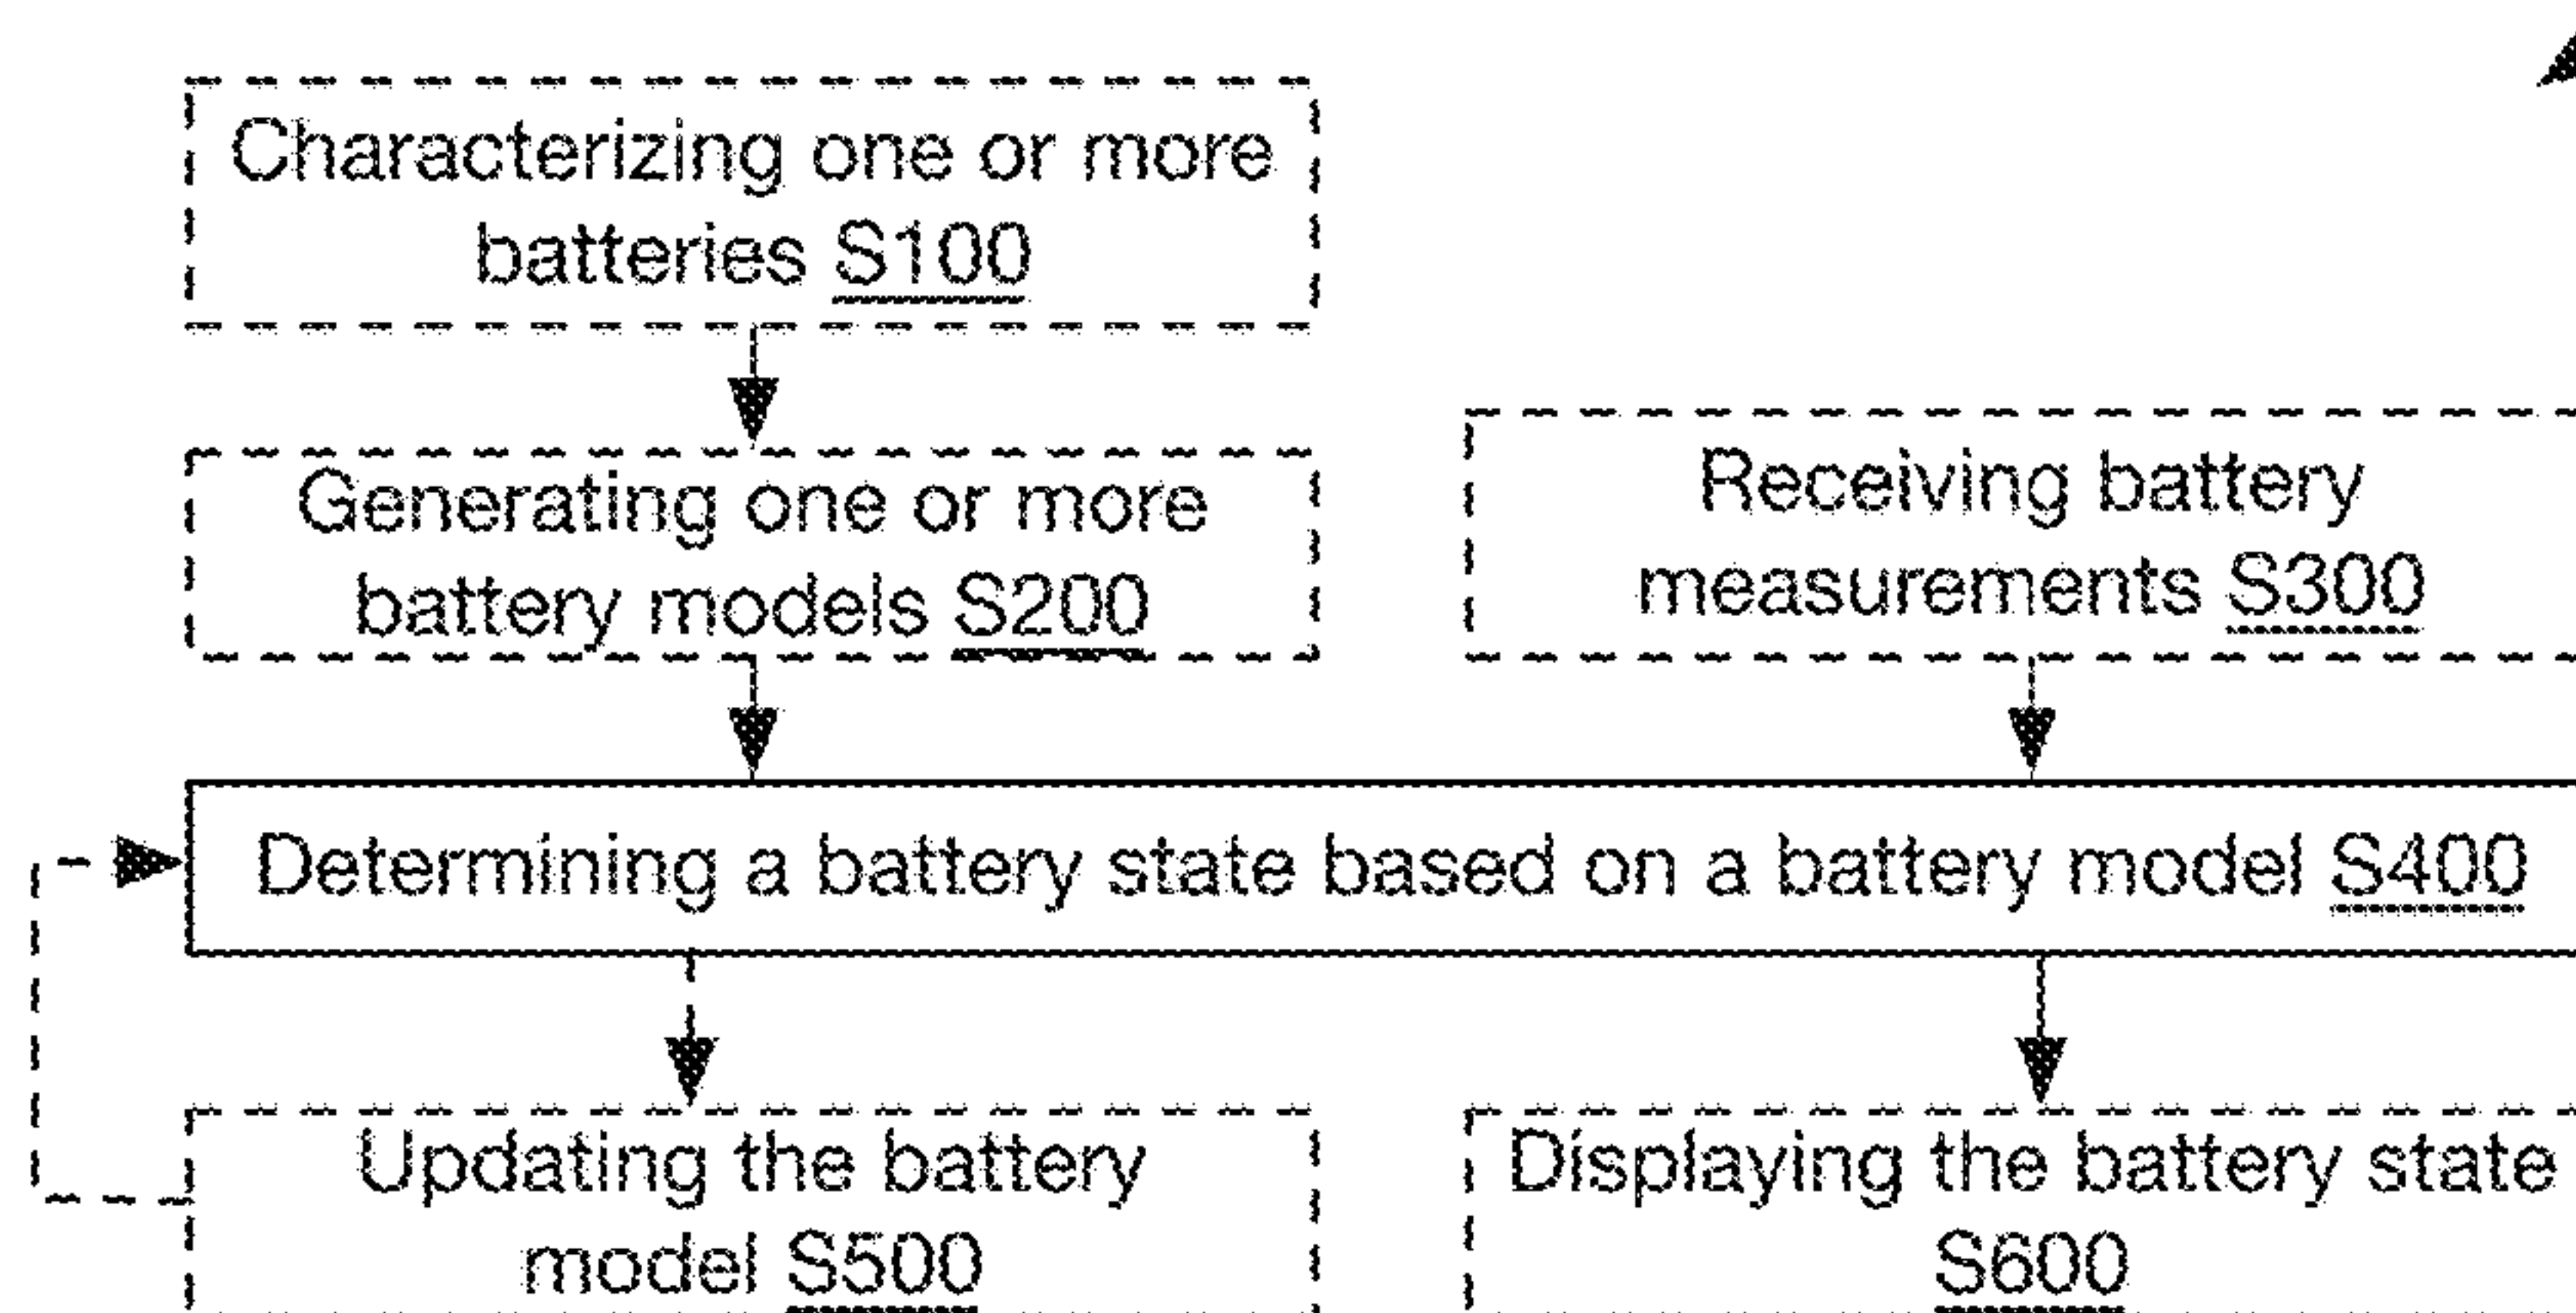 Characterizing one or more
batteries S100
Generating one or more
battery models S200
Receiving battery
measurements S300
Determining a battery state based on a battery model S400
Updating the battery
model S500
Displaying the battery state
S600